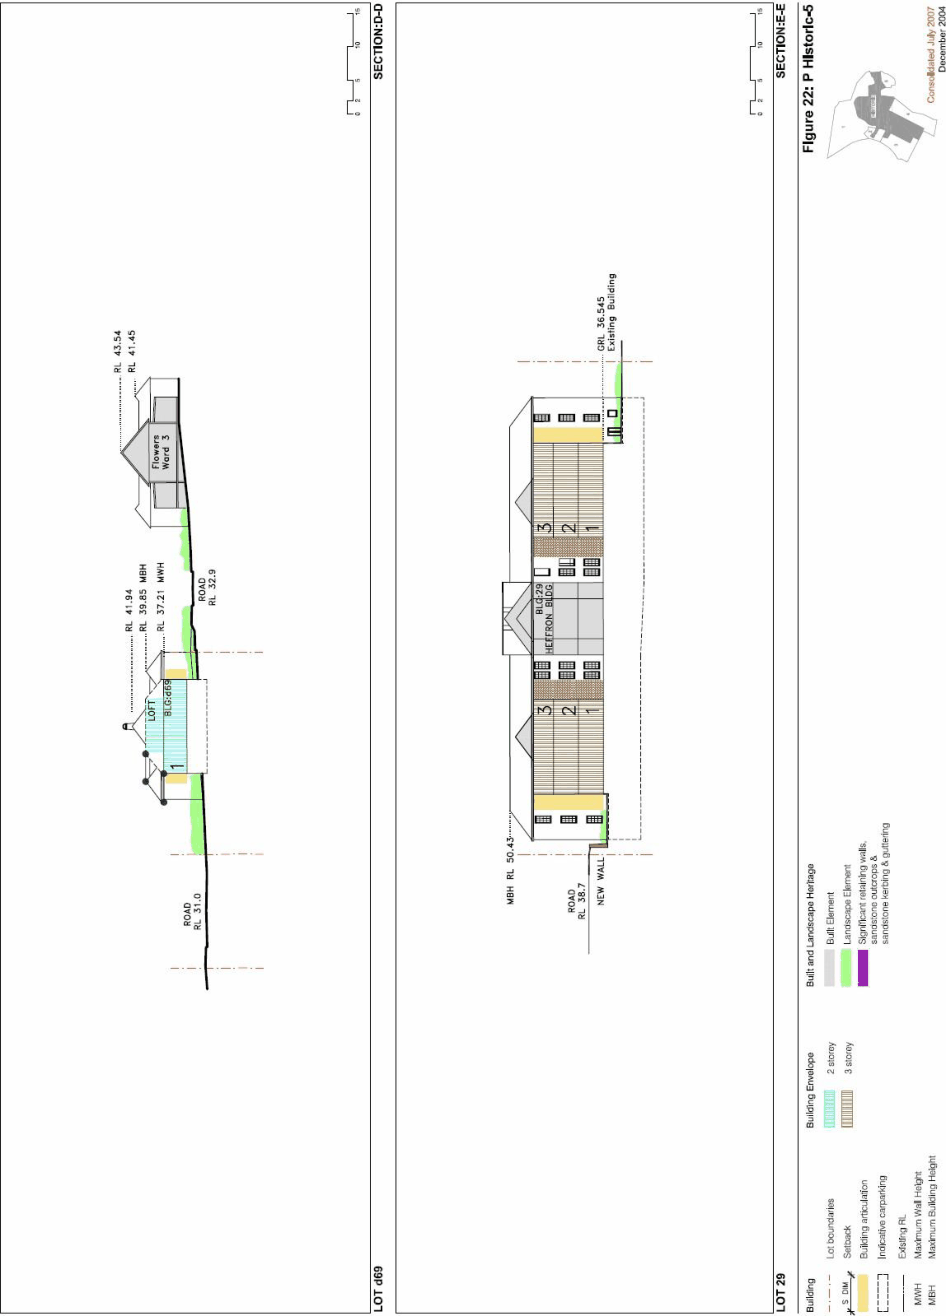 RL 41.94
RL 39.85 MBH
RL 37.21 MWH
RL 43.54
RL 41.45
LOFT
BLG:d69
1
Flowers
Ward 3
ROAD
RL 31.0
ROAD
RL 32.9
0 2 5 10 15
LOT d69
SECTION:D-D
MBH RL 50.43
ROAD
RL 38.7
NEW WALL
3
2
1
BLG:29
HEFFRON BLDG
3
2
1
GRL 36.545
Existing Building
0 2 5 10 15
LOT 29
SECTION:E-E
Building
Lot boundaries
S DIM
Setback
Building articulation
Indicative carparking
Existing RL
MWH Maximum Wall Height
MBH Maximum Building Height
Building Envelope
2 storey
3 storey
Built and Landscape Heritage
Built Element
Landscape Element
Significant retaining walls,
sandstone outcrops &
sandstone kerbing & guttering
Figure 22: P Historic-5
Consolidated July 2007
December 2004